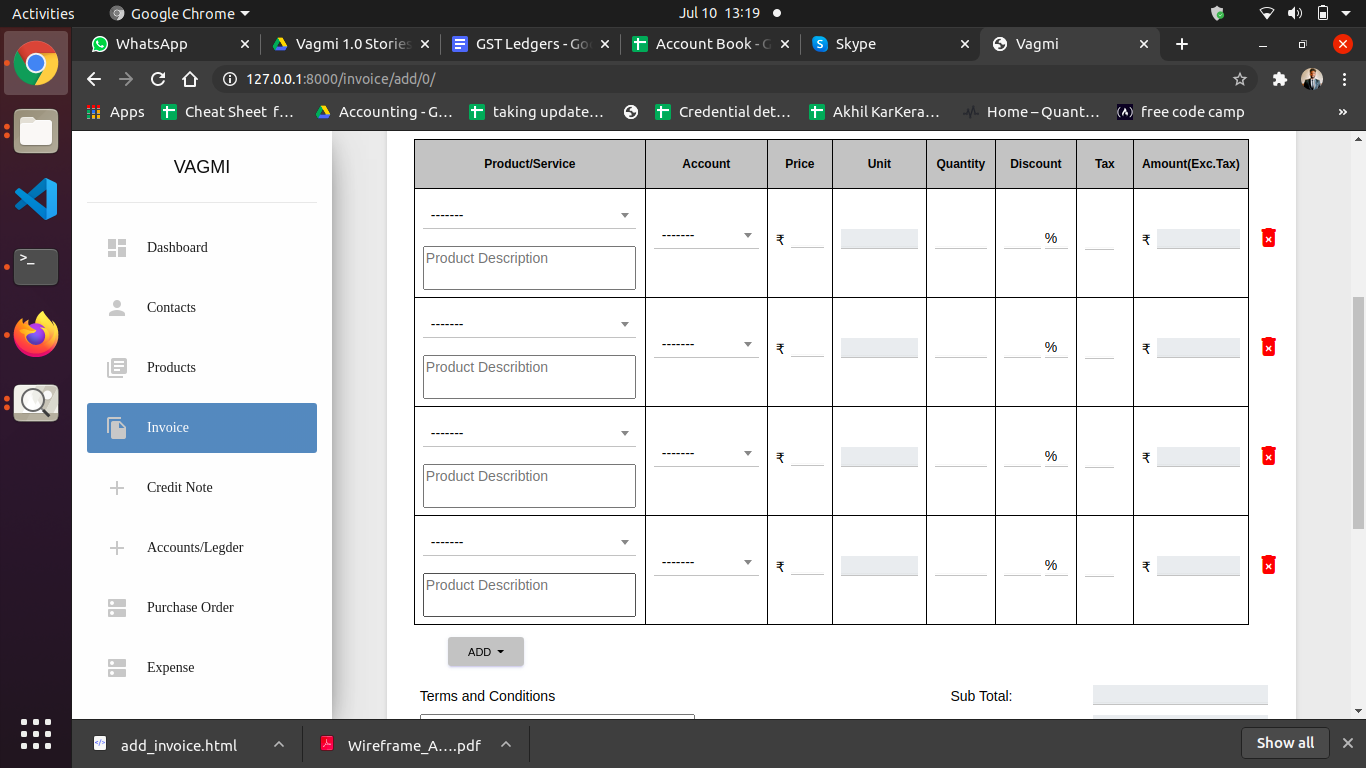 Activities Google Chrome Jul 10 13:19
WhatsApp Vagmi 1.0 Stories GST Ledgers - Go Account Book - G Skype Vagmi
127.0.0.1:8000/invoice/add/0/
Apps Cheat Sheet f… Accounting - G… taking update… Credential det… Akhil KarKera… Home – Quant… free code camp »
VAGMI
Dashboard
Contacts
Products
Invoice
Credit Note
Accounts/Legder
Purchase Order
Expense
Product/Service Account Price Unit Quantity Discount Tax Amount(Exc.Tax)
------- ------- ₹ % ₹
Product Description
------- ------- ₹ % ₹
Product Describtion
------- ------- ₹ % ₹
Product Describtion
------- ------- ₹ % ₹
Product Describtion
ADD
Terms and Conditions Sub Total:
add_invoice.html Wireframe_A....pdf Show all